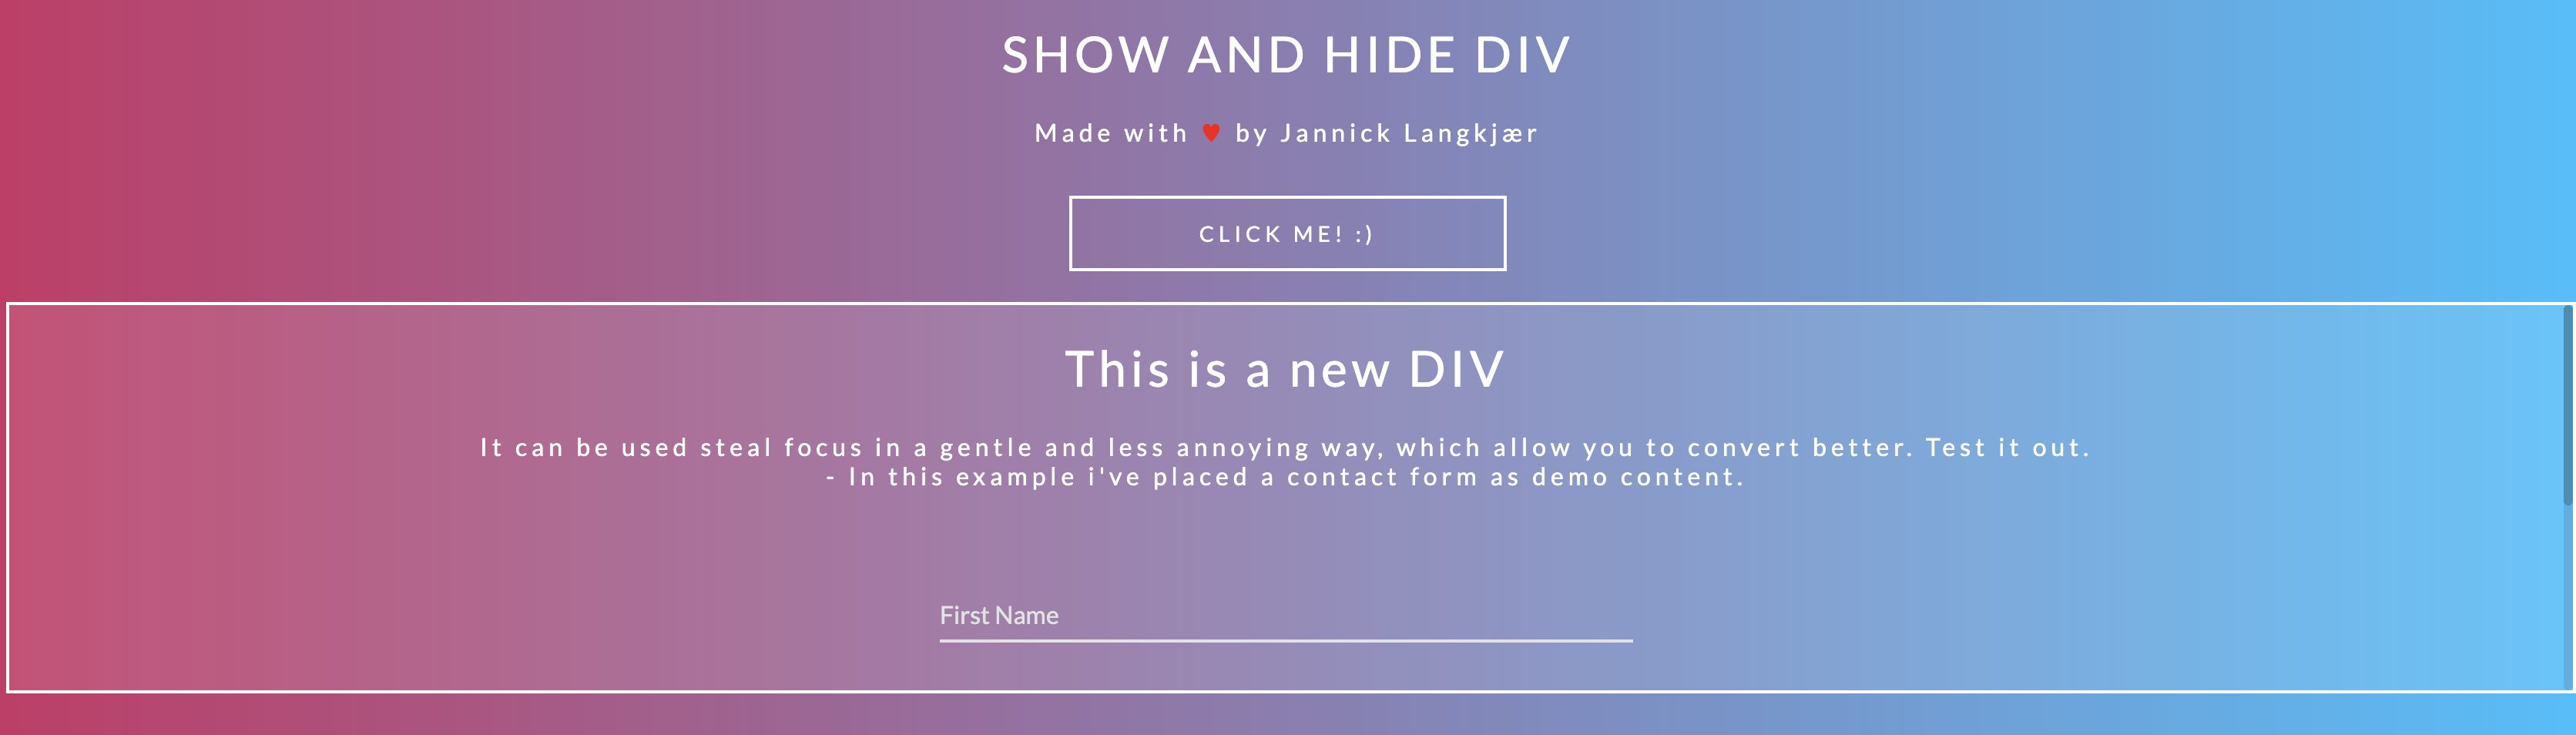 SHOW AND HIDE DIV
Made with ♥ by Jannick Langkjær
CLICK ME! :)
This is a new DIV
It can be used steal focus in a gentle and less annoying way, which allow you to convert better. Test it out.
- In this example i've placed a contact form as demo content.
First Name